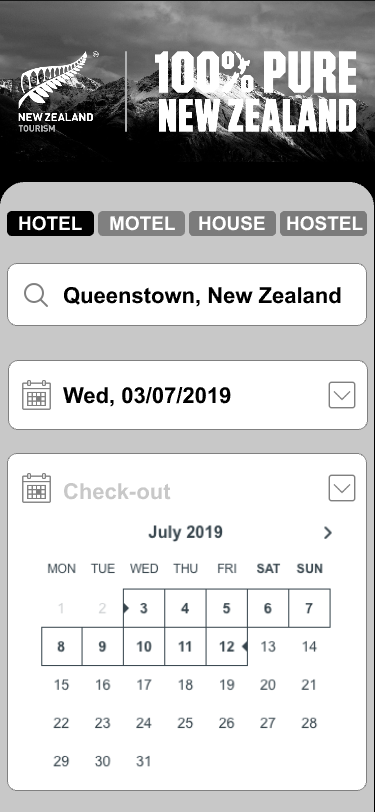 100% PURE
NEW ZEALAND
NEW ZEALAND
TOURISM
HOTEL MOTEL HOUSE HOSTEL
Queenstown, New Zealand
Wed, 03/07/2019
Check-out
July 2019
MON TUE WED THU FRI SAT SUN
1 2 3 4 5 6 7
8 9 10 11 12 13 14
15 16 17 18 19 20 21
22 23 24 25 26 27 28
29 30 31